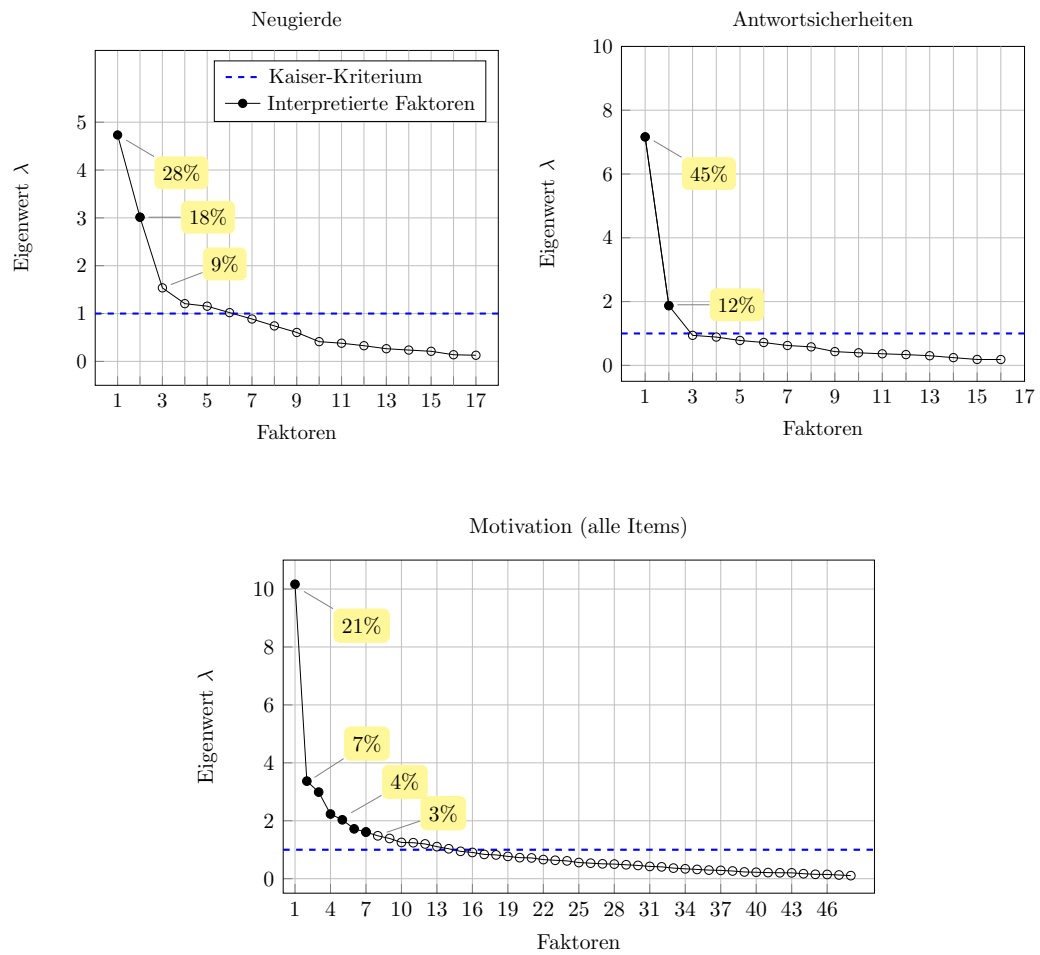 Neugierde
Kaiser-Kriterium
Interpretierte Faktoren
Eigenwert λ
5
4
3
2
1
0
28%
18%
9%
1 3 5 7 9 11 13 15 17
Faktoren
Antwortsicherheiten
Eigenwert λ
10
8
6
4
2
0
45%
12%
1 3 5 7 9 11 13 15 17
Faktoren
Motivation (alle Items)
Eigenwert λ
10
8
6
4
2
0
21%
7%
4%
3%
1 4 7 10 13 16 19 22 25 28 31 34 37 40 43 46
Faktoren